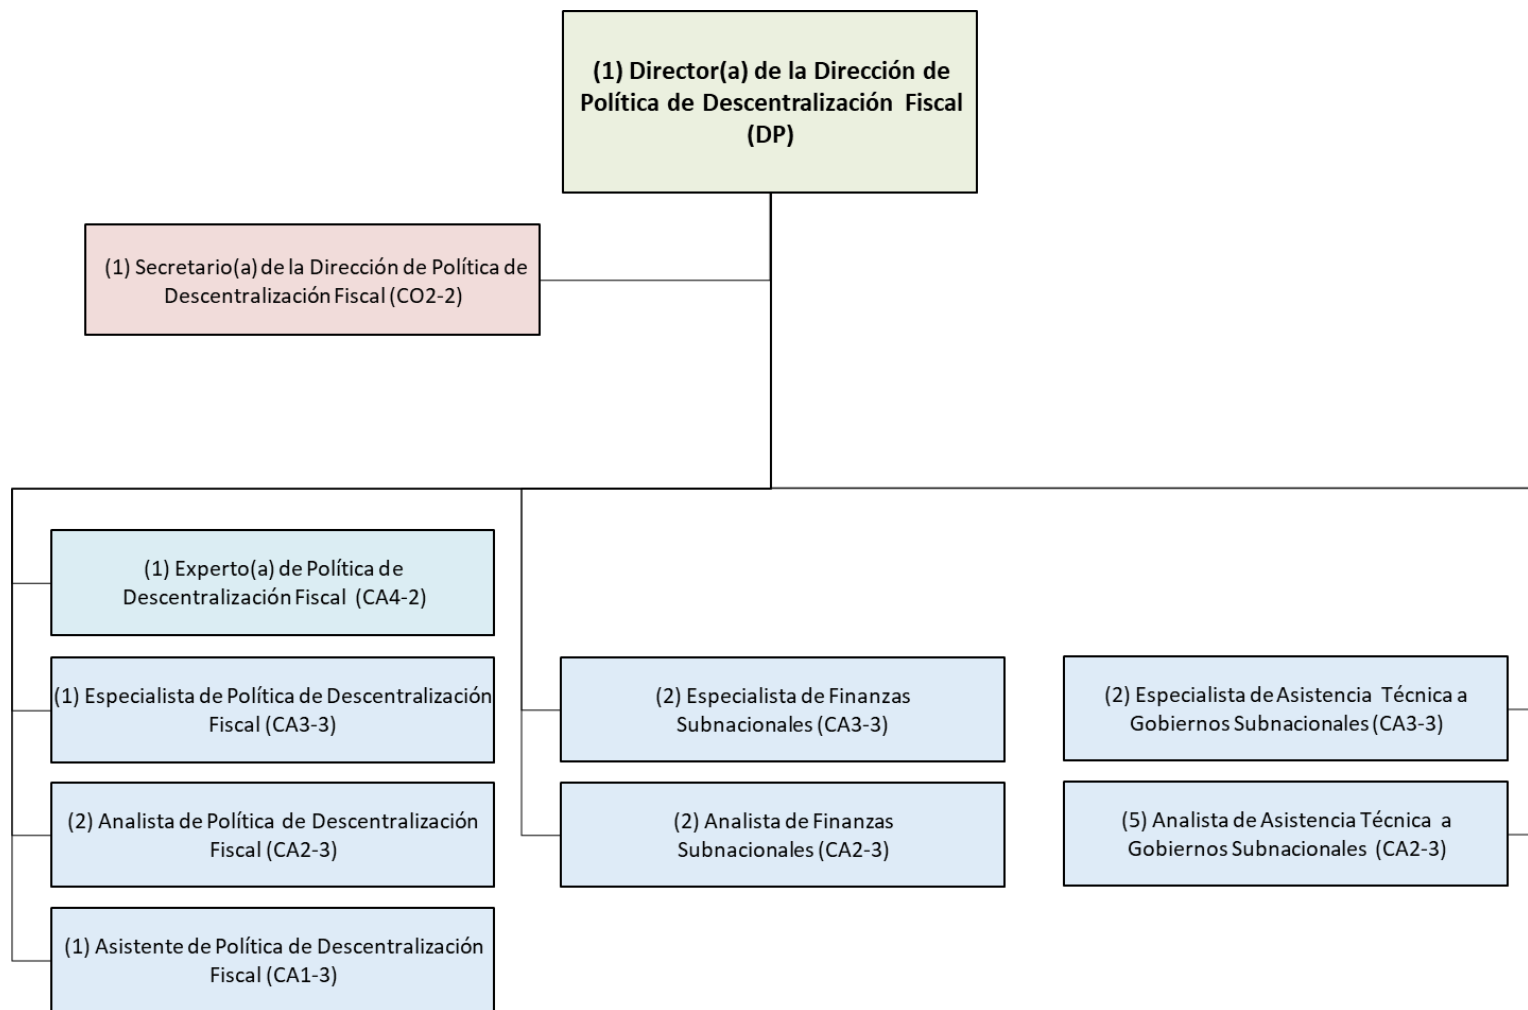 (1) Director(a) de la Dirección de
Política de Descentralización Fiscal
(DP)
(1) Secretario(a) de la Dirección de Política de
Descentralización Fiscal (CO2-2)
(1) Experto(a) de Política de
Descentralización Fiscal (CA4-2)
(1) Especialista de Política de Descentralización
Fiscal (CA3-3)
(2) Analista de Política de Descentralización
Fiscal (CA2-3)
(1) Asistente de Política de Descentralización
Fiscal (CA1-3)
(2) Especialista de Finanzas
Subnacionales (CA3-3)
(2) Analista de Finanzas
Subnacionales (CA2-3)
(2) Especialista de Asistencia Técnica a
Gobiernos Subnacionales (CA3-3)
(5) Analista de Asistencia Técnica a
Gobiernos Subnacionales (CA2-3)